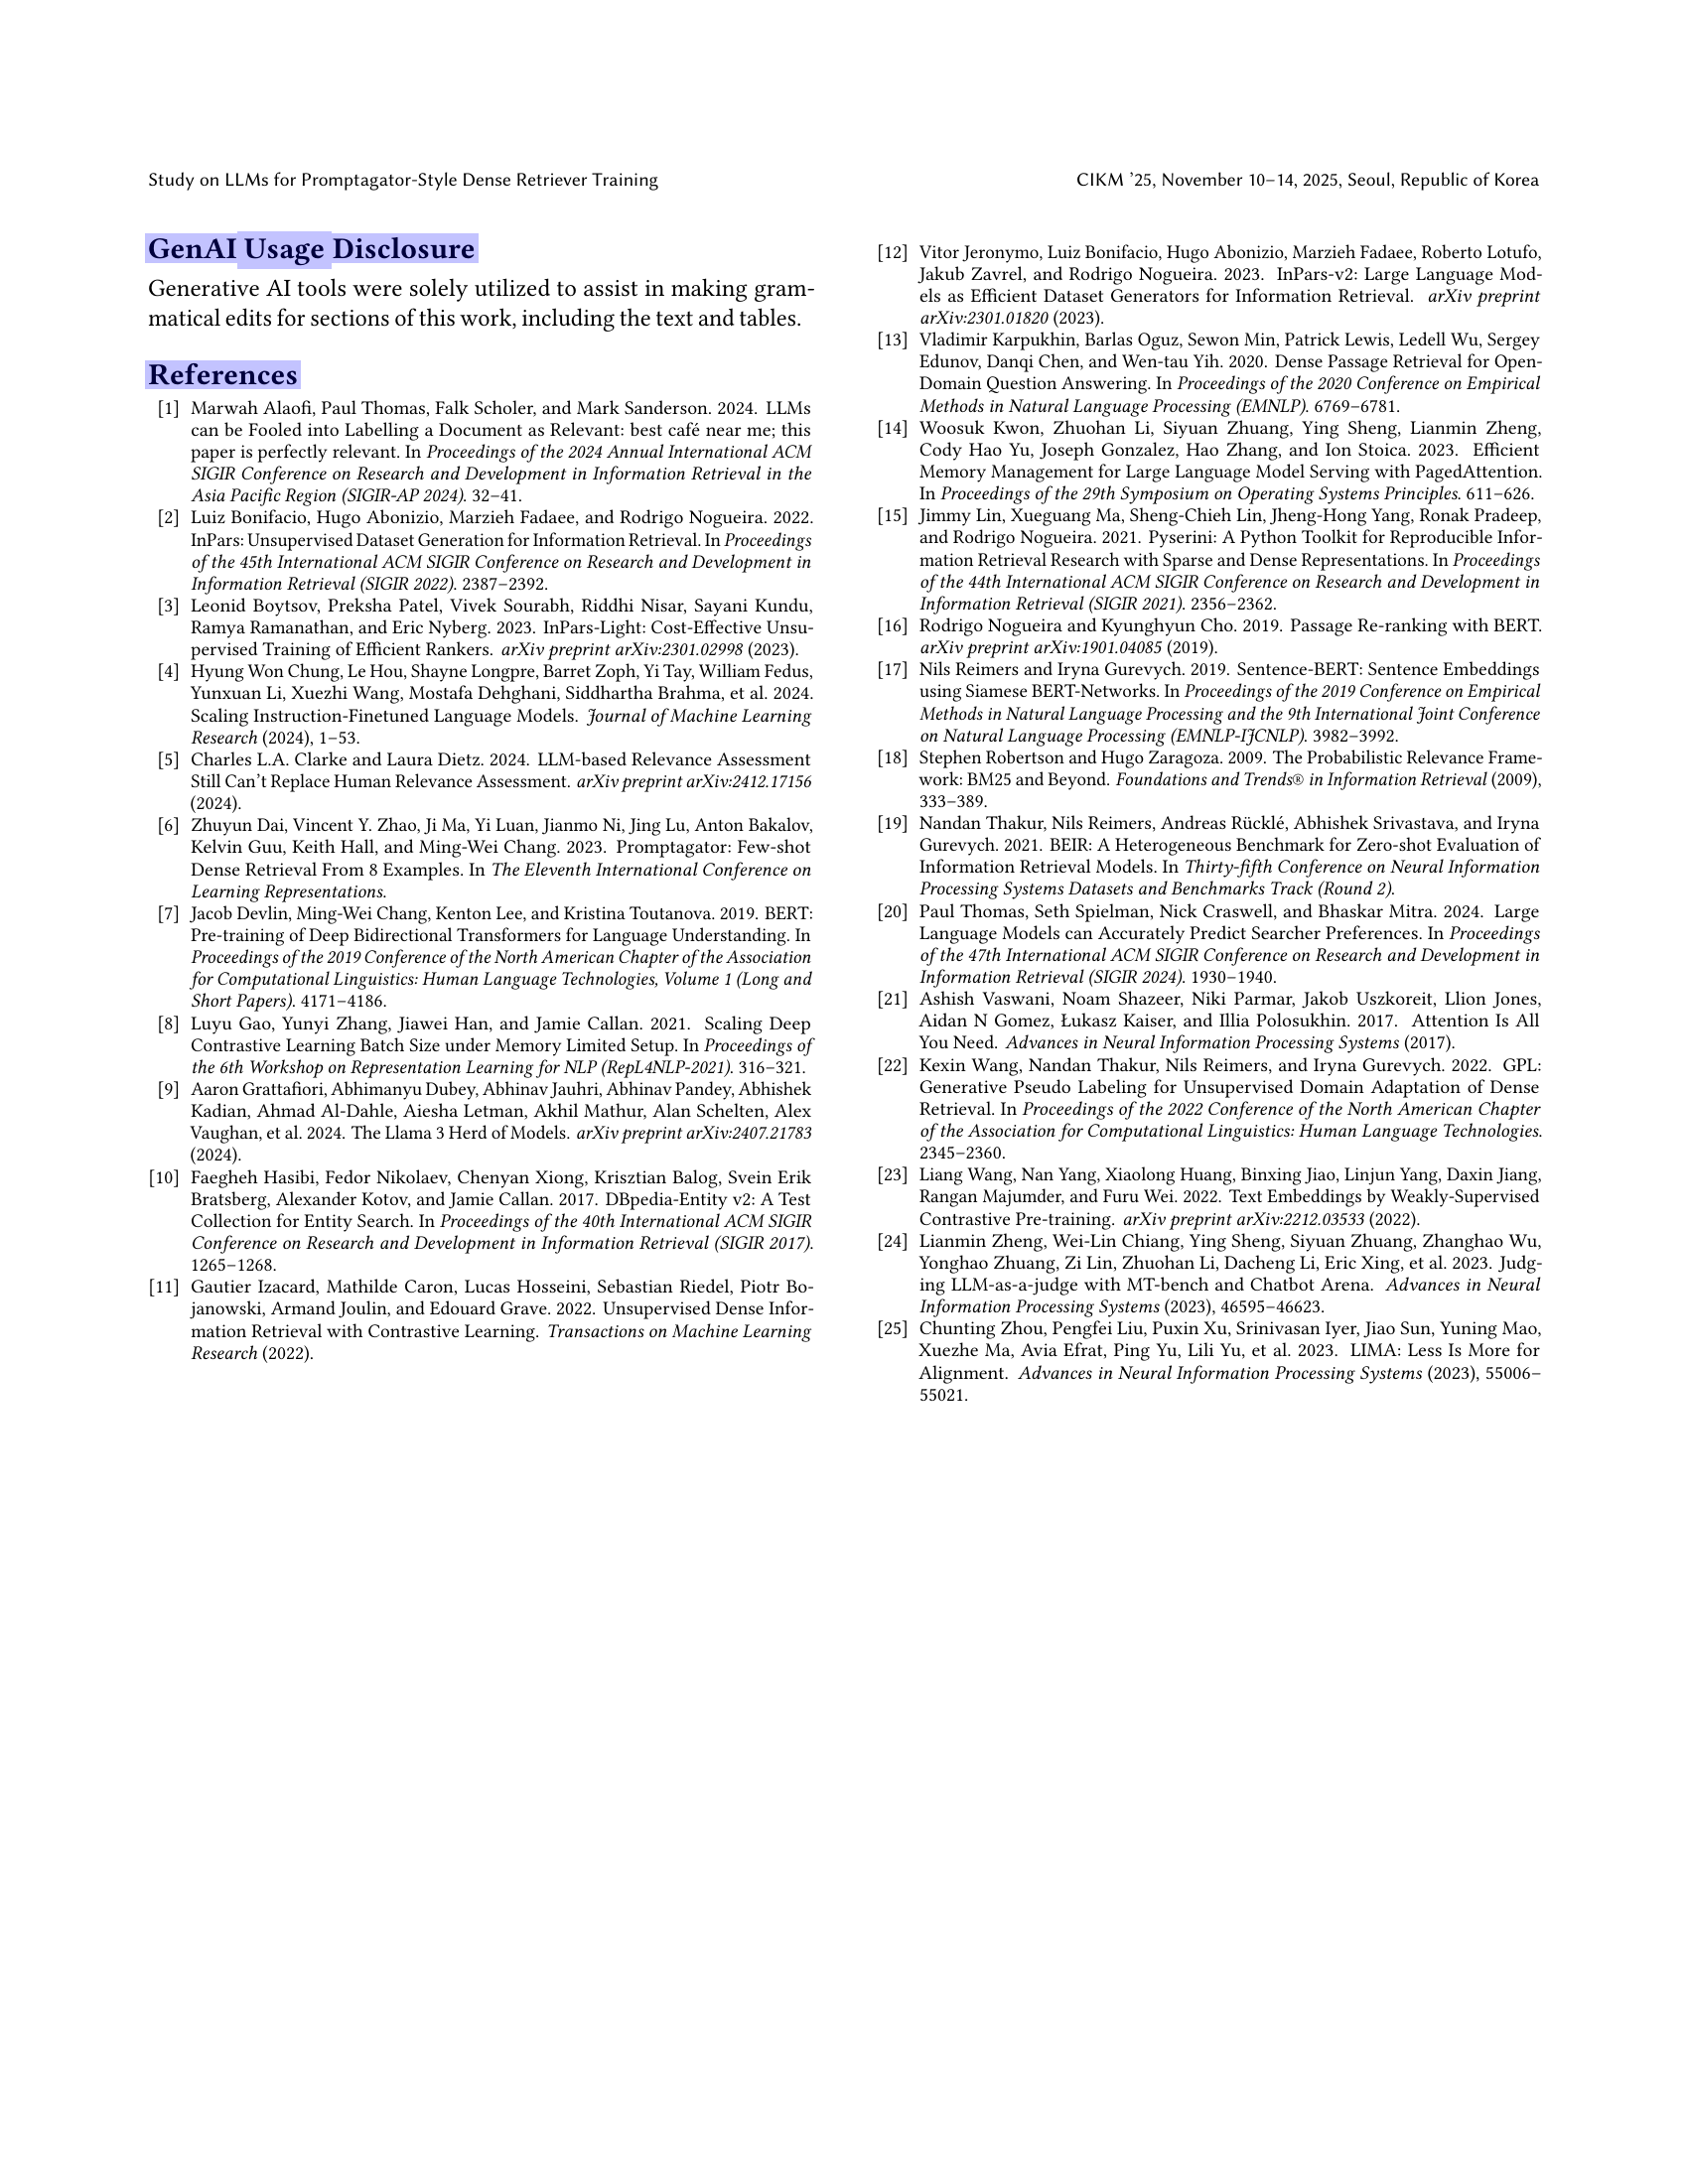 Study on LLMs for Promptagator-Style Dense Retriever Training
CIKM ’25, November 10–14, 2025, Seoul, Republic of Korea
GenAI Usage Disclosure
Generative AI tools were solely utilized to assist in making gram-
matical edits for sections of this work, including the text and tables.
References
[1] Marwah Alaofi, Paul Thomas, Falk Scholer, and Mark Sanderson. 2024. LLMs
can be Fooled into Labelling a Document as Relevant: best café near me; this
paper is perfectly relevant. In Proceedings of the 2024 Annual International ACM
SIGIR Conference on Research and Development in Information Retrieval in the
Asia Pacific Region (SIGIR-AP 2024). 32–41.
[2] Luiz Bonifacio, Hugo Abonizio, Marzieh Fadaee, and Rodrigo Nogueira. 2022.
InPars: Unsupervised Dataset Generation for Information Retrieval. In Proceedings
of the 45th International ACM SIGIR Conference on Research and Development in
Information Retrieval (SIGIR 2022). 2387–2392.
[3] Leonid Boytsov, Preksha Patel, Vivek Sourabh, Riddhi Nisar, Sayani Kundu,
Ramya Ramanathan, and Eric Nyberg. 2023. InPars-Light: Cost-Effective Unsu-
pervised Training of Efficient Rankers. arXiv preprint arXiv:2301.02998 (2023).
[4] Hyung Won Chung, Le Hou, Shayne Longpre, Barret Zoph, Yi Tay, William Fedus,
Yunxuan Li, Xuezhi Wang, Mostafa Dehghani, Siddhartha Brahma, et al. 2024.
Scaling Instruction-Finetuned Language Models. Journal of Machine Learning
Research (2024), 1–53.
[5] Charles L.A. Clarke and Laura Dietz. 2024. LLM-based Relevance Assessment
Still Can’t Replace Human Relevance Assessment. arXiv preprint arXiv:2412.17156
(2024).
[6] Zhuyun Dai, Vincent Y. Zhao, Ji Ma, Yi Luan, Jianmo Ni, Jing Lu, Anton Bakalov,
Kelvin Guu, Keith Hall, and Ming-Wei Chang. 2023. Promptagator: Few-shot
Dense Retrieval From 8 Examples. In The Eleventh International Conference on
Learning Representations.
[7] Jacob Devlin, Ming-Wei Chang, Kenton Lee, and Kristina Toutanova. 2019. BERT:
Pre-training of Deep Bidirectional Transformers for Language Understanding. In
Proceedings of the 2019 Conference of the North American Chapter of the Association
for Computational Linguistics: Human Language Technologies, Volume 1 (Long and
Short Papers). 4171–4186.
[8] Luyu Gao, Yunyi Zhang, Jiawei Han, and Jamie Callan. 2021. Scaling Deep
Contrastive Learning Batch Size under Memory Limited Setup. In Proceedings of
the 6th Workshop on Representation Learning for NLP (RepL4NLP-2021). 316–321.
[9] Aaron Grattafiori, Abhimanyu Dubey, Abhinav Jauhri, Abhinav Pandey, Abhishek
Kadian, Ahmad Al-Dahle, Aiesha Letman, Akhil Mathur, Alan Schelten, Alex
Vaughan, et al. 2024. The Llama 3 Herd of Models. arXiv preprint arXiv:2407.21783
(2024).
[10] Faegheh Hasibi, Fedor Nikolaev, Chenyan Xiong, Krisztian Balog, Svein Erik
Bratsberg, Alexander Kotov, and Jamie Callan. 2017. DBpedia-Entity v2: A Test
Collection for Entity Search. In Proceedings of the 40th International ACM SIGIR
Conference on Research and Development in Information Retrieval (SIGIR 2017).
1265–1268.
[11] Gautier Izacard, Mathilde Caron, Lucas Hosseini, Sebastian Riedel, Piotr Bo-
janowski, Armand Joulin, and Edouard Grave. 2022. Unsupervised Dense Infor-
mation Retrieval with Contrastive Learning. Transactions on Machine Learning
Research (2022).
[12] Vitor Jeronymo, Luiz Bonifacio, Hugo Abonizio, Marzieh Fadaee, Roberto Lotufo,
Jakub Zavrel, and Rodrigo Nogueira. 2023. InPars-v2: Large Language Mod-
els as Efficient Dataset Generators for Information Retrieval. arXiv preprint
arXiv:2301.01820 (2023).
[13] Vladimir Karpukhin, Barlas Oguz, Sewon Min, Patrick Lewis, Ledell Wu, Sergey
Edunov, Danqi Chen, and Wen-tau Yih. 2020. Dense Passage Retrieval for Open-
Domain Question Answering. In Proceedings of the 2020 Conference on Empirical
Methods in Natural Language Processing (EMNLP). 6769–6781.
[14] Woosuk Kwon, Zhuohan Li, Siyuan Zhuang, Ying Sheng, Lianmin Zheng,
Cody Hao Yu, Joseph Gonzalez, Hao Zhang, and Ion Stoica. 2023. Efficient
Memory Management for Large Language Model Serving with PagedAttention.
In Proceedings of the 29th Symposium on Operating Systems Principles. 611–626.
[15] Jimmy Lin, Xueguang Ma, Sheng-Chieh Lin, Jheng-Hong Yang, Ronak Pradeep,
and Rodrigo Nogueira. 2021. Pyserini: A Python Toolkit for Reproducible Infor-
mation Retrieval Research with Sparse and Dense Representations. In Proceedings
of the 44th International ACM SIGIR Conference on Research and Development in
Information Retrieval (SIGIR 2021). 2356–2362.
[16] Rodrigo Nogueira and Kyunghyun Cho. 2019. Passage Re-ranking with BERT.
arXiv preprint arXiv:1901.04085 (2019).
[17] Nils Reimers and Iryna Gurevych. 2019. Sentence-BERT: Sentence Embeddings
using Siamese BERT-Networks. In Proceedings of the 2019 Conference on Empirical
Methods in Natural Language Processing and the 9th International Joint Conference
on Natural Language Processing (EMNLP-IJCNLP). 3982–3992.
[18] Stephen Robertson and Hugo Zaragoza. 2009. The Probabilistic Relevance Frame-
work: BM25 and Beyond. Foundations and Trends® in Information Retrieval (2009),
333–389.
[19] Nandan Thakur, Nils Reimers, Andreas Rücklé, Abhishek Srivastava, and Iryna
Gurevych. 2021. BEIR: A Heterogeneous Benchmark for Zero-shot Evaluation of
Information Retrieval Models. In Thirty-fifth Conference on Neural Information
Processing Systems Datasets and Benchmarks Track (Round 2).
[20] Paul Thomas, Seth Spielman, Nick Craswell, and Bhaskar Mitra. 2024. Large
Language Models can Accurately Predict Searcher Preferences. In Proceedings
of the 47th International ACM SIGIR Conference on Research and Development in
Information Retrieval (SIGIR 2024). 1930–1940.
[21] Ashish Vaswani, Noam Shazeer, Niki Parmar, Jakob Uszkoreit, Llion Jones,
Aidan N Gomez, Łukasz Kaiser, and Illia Polosukhin. 2017. Attention Is All
You Need. Advances in Neural Information Processing Systems (2017).
[22] Kexin Wang, Nandan Thakur, Nils Reimers, and Iryna Gurevych. 2022. GPL:
Generative Pseudo Labeling for Unsupervised Domain Adaptation of Dense
Retrieval. In Proceedings of the 2022 Conference of the North American Chapter
of the Association for Computational Linguistics: Human Language Technologies.
2345–2360.
[23] Liang Wang, Nan Yang, Xiaolong Huang, Binxing Jiao, Linjun Yang, Daxin Jiang,
Rangan Majumder, and Furu Wei. 2022. Text Embeddings by Weakly-Supervised
Contrastive Pre-training. arXiv preprint arXiv:2212.03533 (2022).
[24] Lianmin Zheng, Wei-Lin Chiang, Ying Sheng, Siyuan Zhuang, Zhanghao Wu,
Yonghao Zhuang, Zi Lin, Zhuohan Li, Dacheng Li, Eric Xing, et al. 2023. Judg-
ing LLM-as-a-judge with MT-bench and Chatbot Arena. Advances in Neural
Information Processing Systems (2023), 46595–46623.
[25] Chunting Zhou, Pengfei Liu, Puxin Xu, Srinivasan Iyer, Jiao Sun, Yuning Mao,
Xuezhe Ma, Avia Efrat, Ping Yu, Lili Yu, et al. 2023. LIMA: Less Is More for
Alignment. Advances in Neural Information Processing Systems (2023), 55006–
55021.